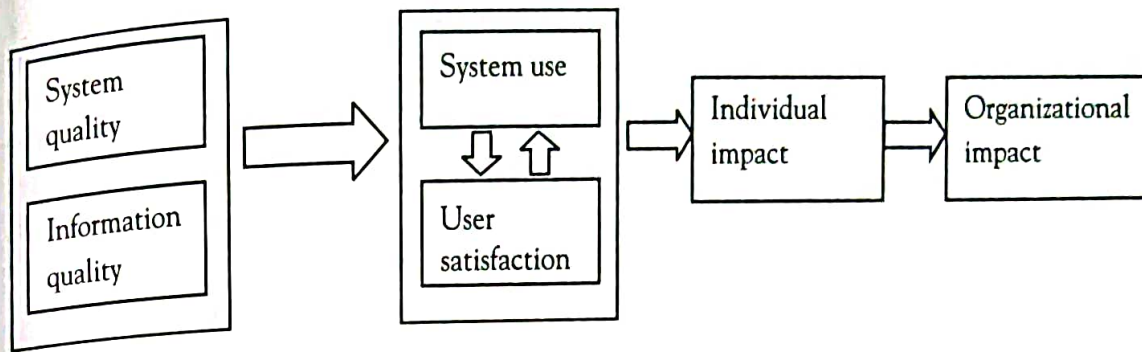 System
quality
Information
quality
System use
User
satisfaction
Individual
impact
Organizational
impact